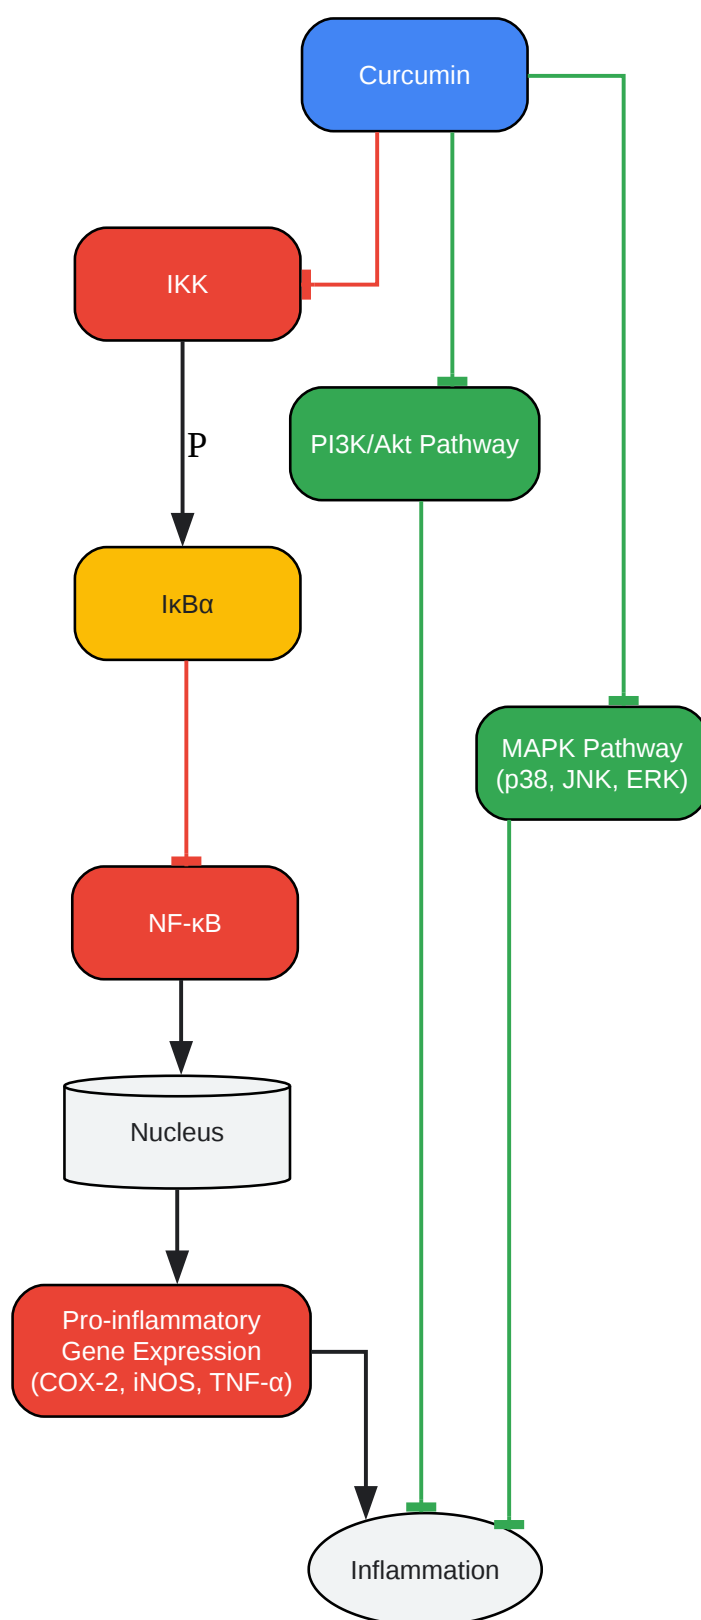 Curcumin
IKK
P
PI3K/Akt Pathway
IκBα
MAPK Pathway
(p38, JNK, ERK)
NF-κB
Nucleus
Pro-inflammatory
Gene Expression
(COX-2, iNOS, TNF-α)
Inflammation